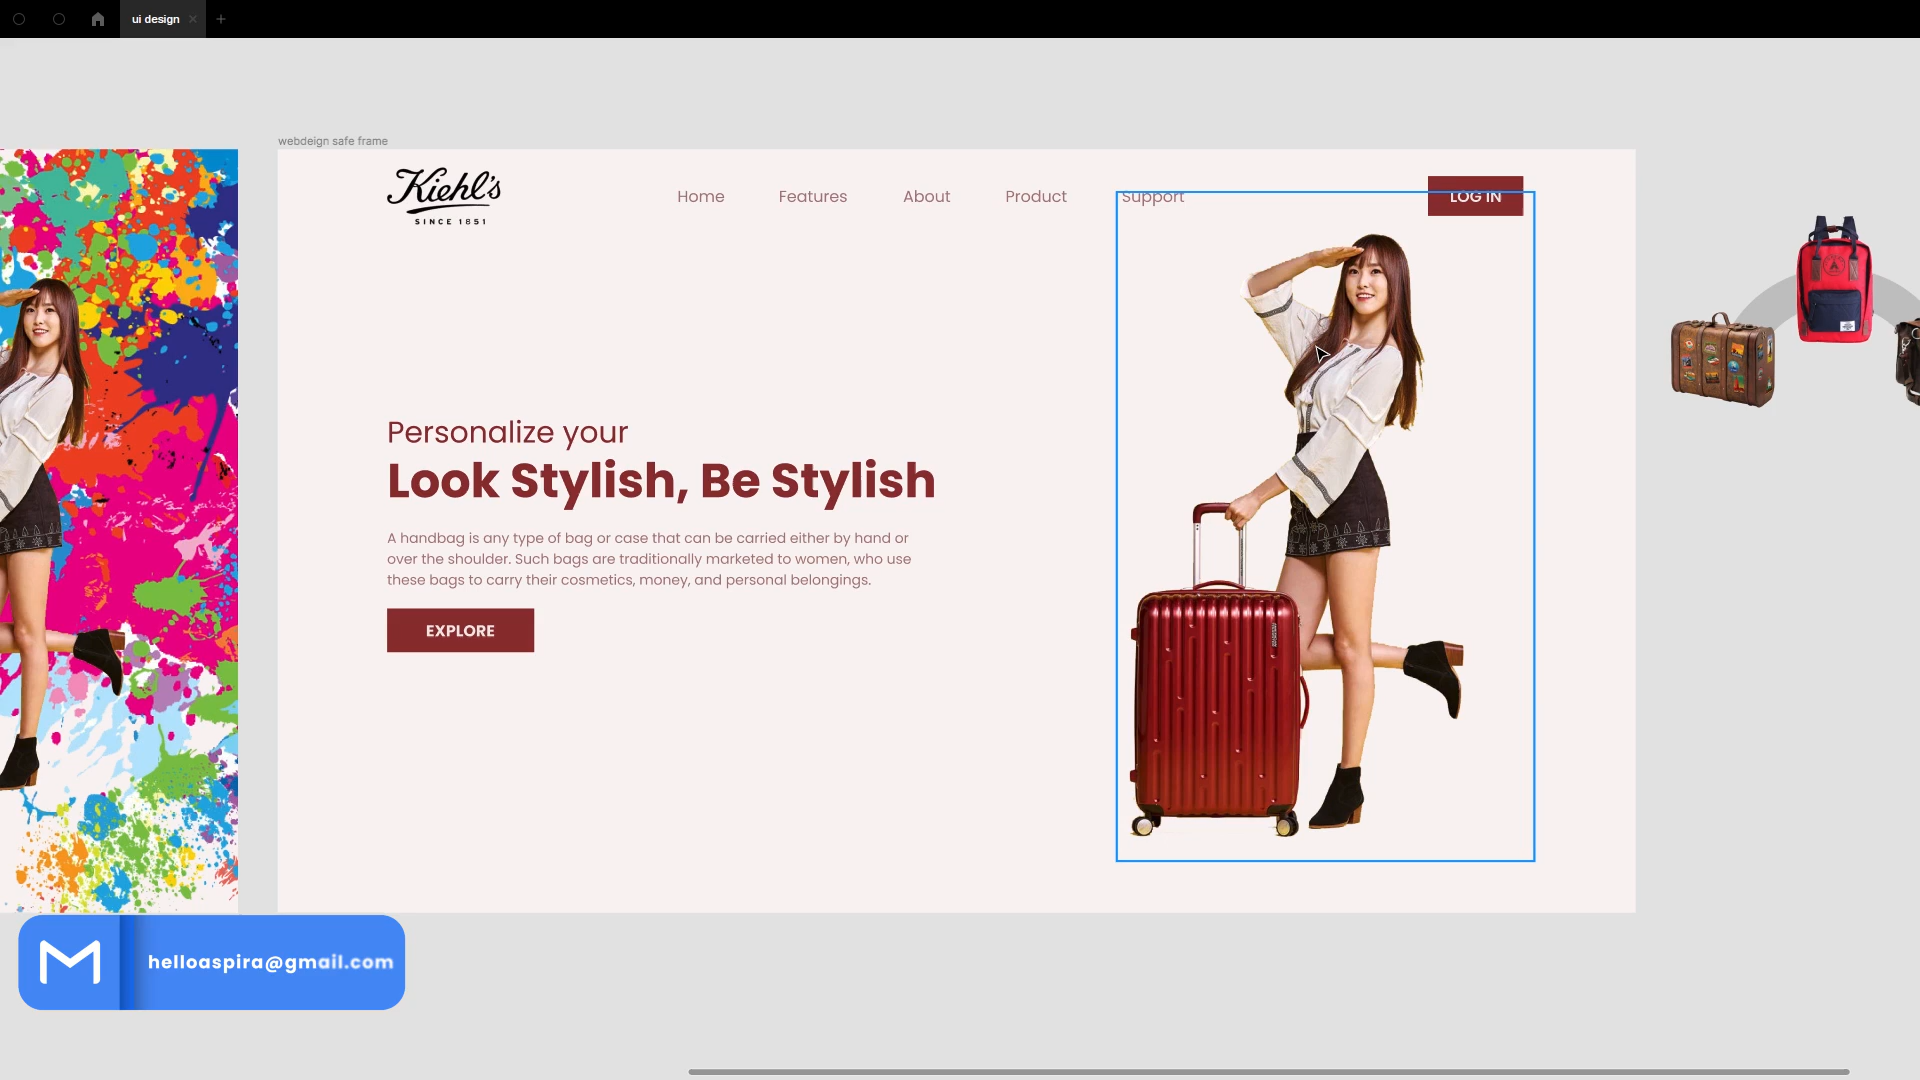 ui design
webdeign safe frame
Kiehl's
SINCE 1851
Home
Features
About
Product
Support
LOG IN
Personalize your
Look Stylish, Be Stylish
A handbag is any type of bag or case that can be carried either by hand or
over the shoulder. Such bags are traditionally marketed to women, who use
these bags to carry their cosmetics, money, and personal belongings.
EXPLORE
helloaspira@gmail.com